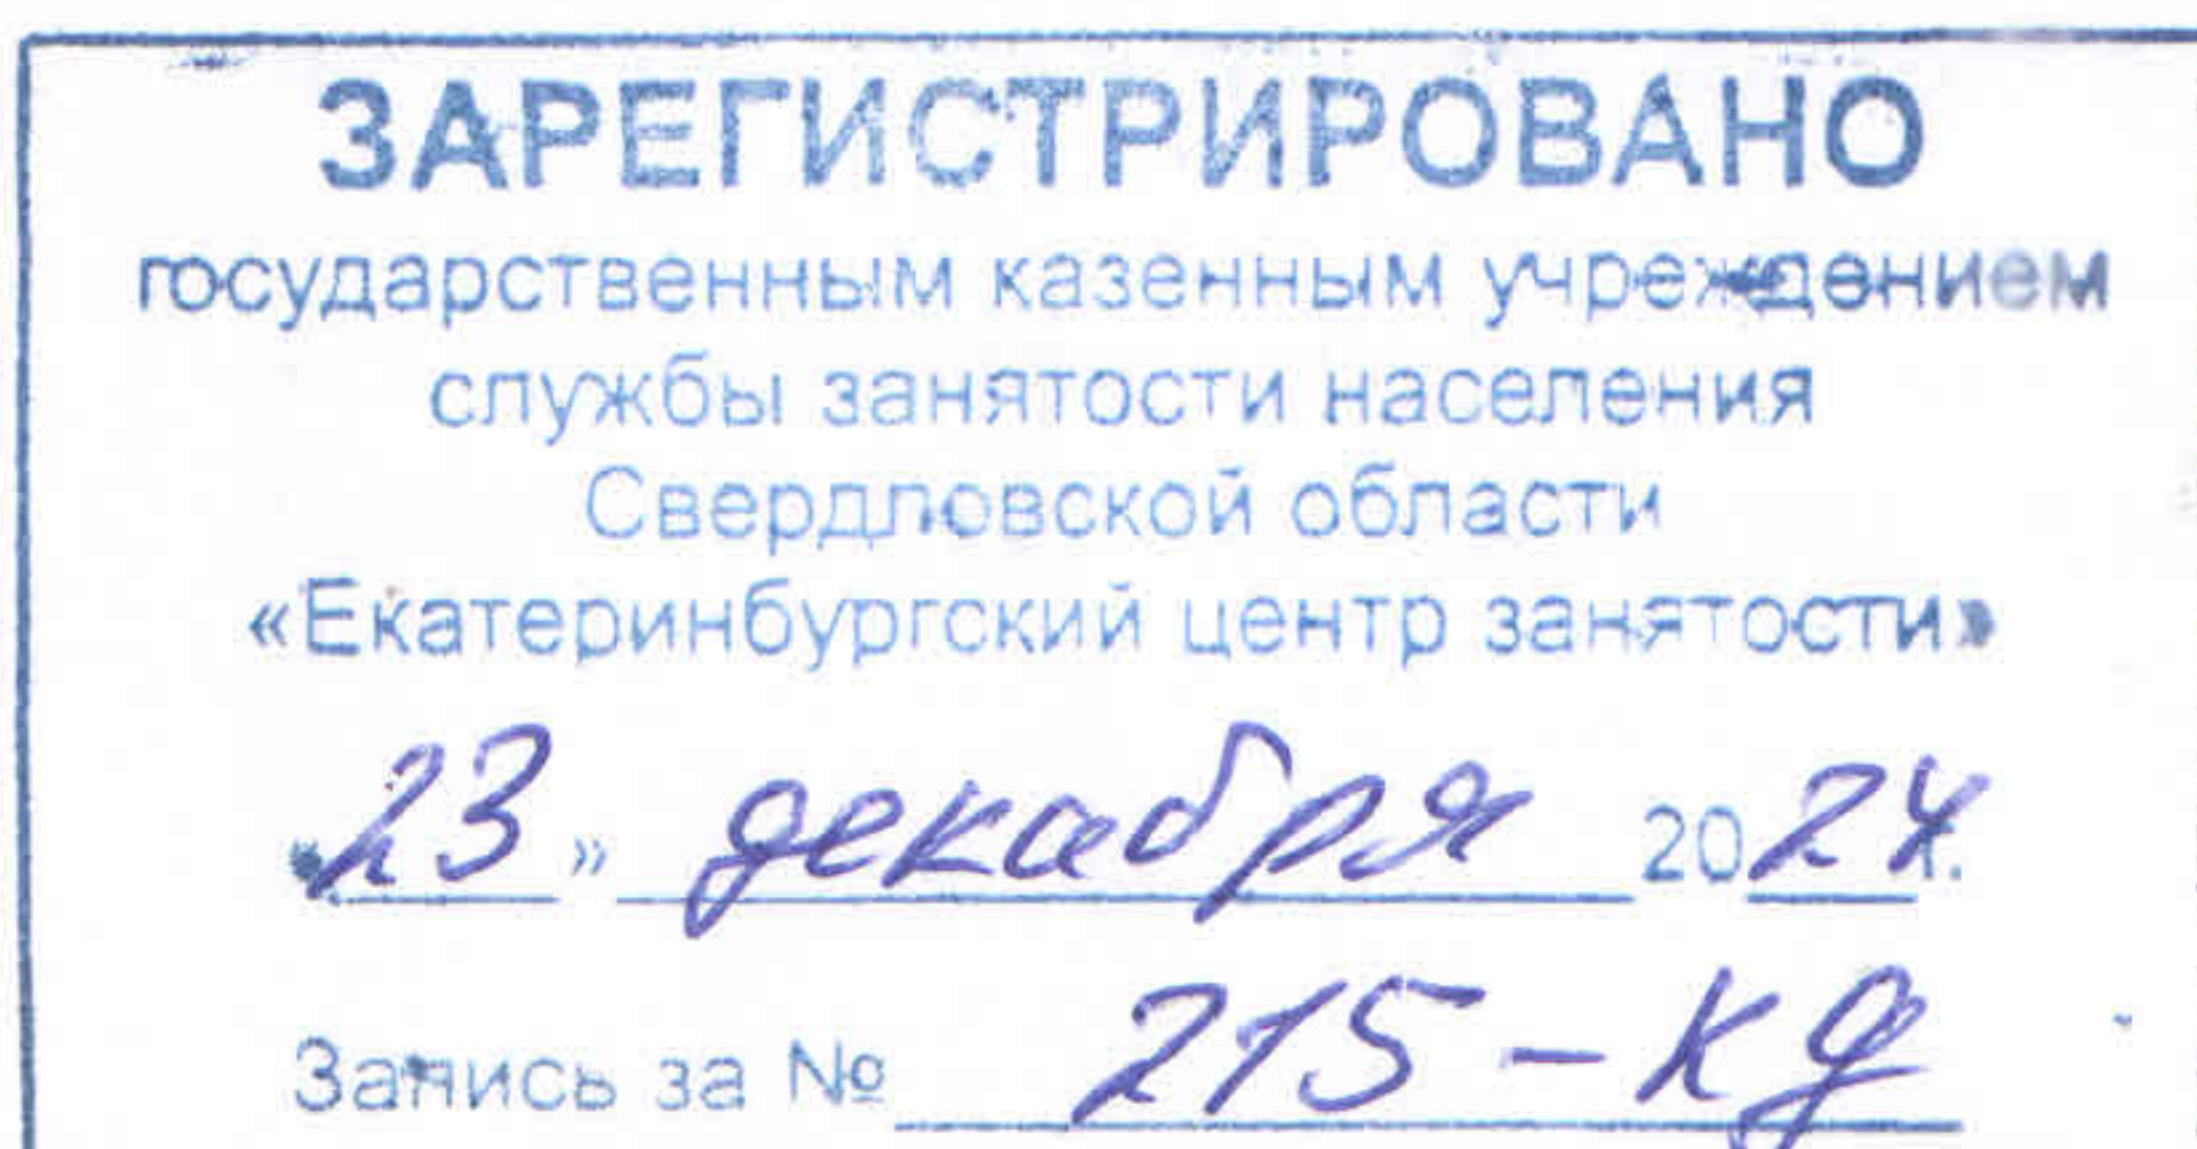 ЗАРЕГИСТРИРОВАНО
государственным казенным учреждением
службы занятости населения
Свердловской области
«Екатеринбургский центр занятости»
«23» декабря 2024г.
Запись за № 215-кд